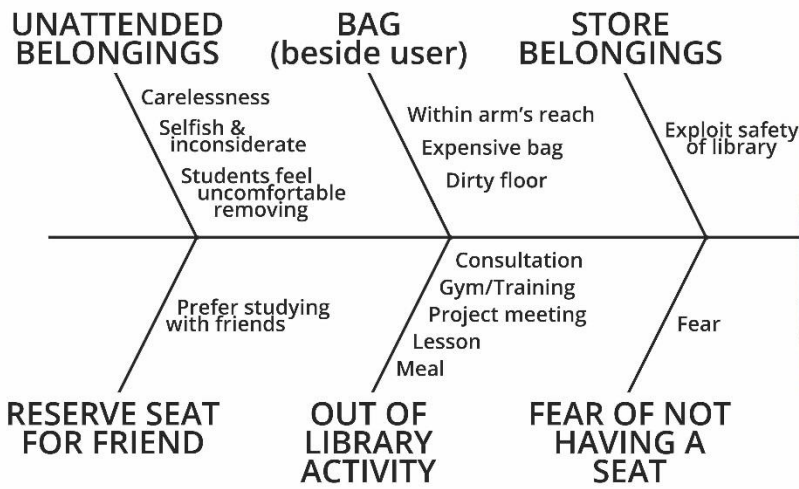 UNATTENDED
BELONGINGS
Carelessness
Selfish &
inconsiderate
Students feel
uncomfortable
removing
BAG
(beside user)
Within arm's reach
Expensive bag
Dirty floor
STORE
BELONGINGS
Exploit safety
of library
Prefer studying
with friends
RESERVE SEAT
FOR FRIEND
Consultation
Gym/Training
Project meeting
Lesson
Meal
OUT OF
LIBRARY
ACTIVITY
Fear
FEAR OF NOT
HAVING A
SEAT